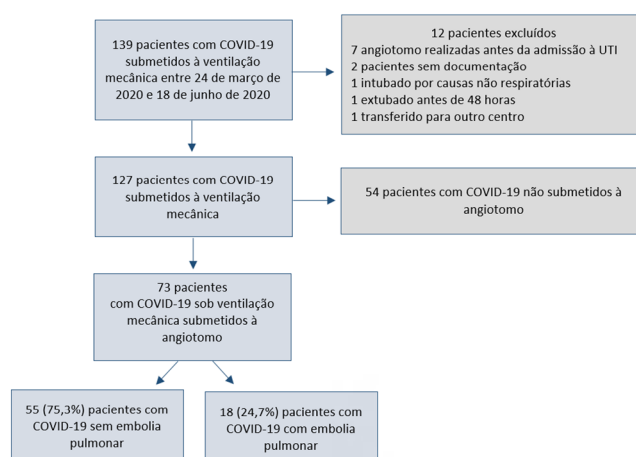 139 pacientes com COVID-19
submetidos à ventilação
mecânica entre 24 de março de
2020 e 18 de junho de 2020
12 pacientes excluídos
7 angiotomo realizadas antes da admissão à UTI
2 pacientes sem documentação
1 intubado por causas não respiratórias
1 extubado antes de 48 horas
1 transferido para outro centro
127 pacientes com COVID-19
submetidos à ventilação
mecânica
54 pacientes com COVID-19 não submetidos à
angiotomo
73 pacientes
com COVID-19 sob ventilação
mecânica submetidos à
angiotomo
55 (75,3%) pacientes com
COVID-19 sem embolia
pulmonar
18 (24,7%) pacientes com
COVID-19 com embolia
pulmonar